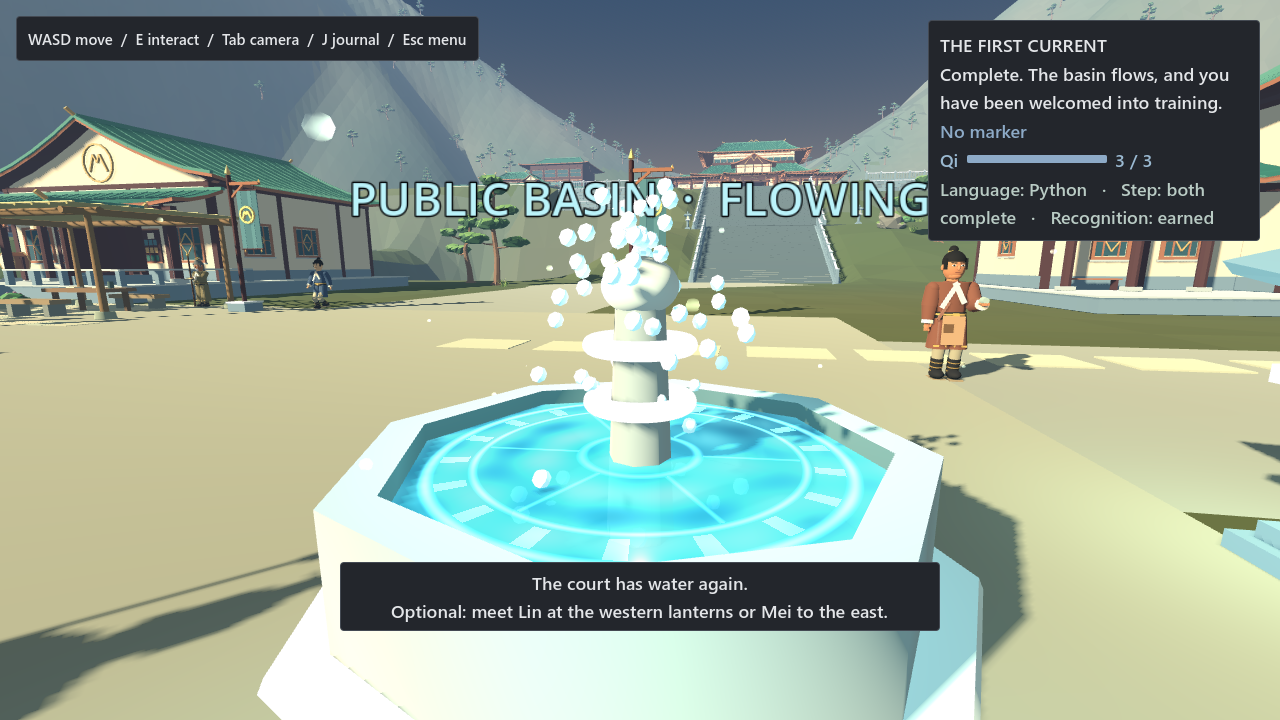 WASD move / E interact / Tab camera / J journal / Esc menu
THE FIRST CURRENT
Complete. The basin flows, and you
have been welcomed into training.
No marker
Qi 3 / 3
Language: Python · Step: both
complete · Recognition: earned
PUBLIC BASIN · FLOWING
The court has water again.
Optional: meet Lin at the western lanterns or Mei to the east.